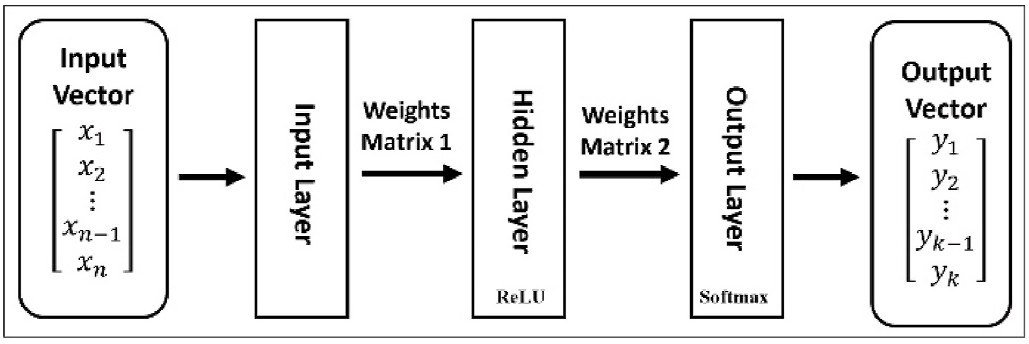 Input
Vector
x₁
x₂
⋮
xₙ₋₁
xₙ
Input Layer
Weights
Matrix 1
Hidden Layer
ReLU
Weights
Matrix 2
Output Layer
Softmax
Output
Vector
y₁
y₂
⋮
yₖ₋₁
yₖ